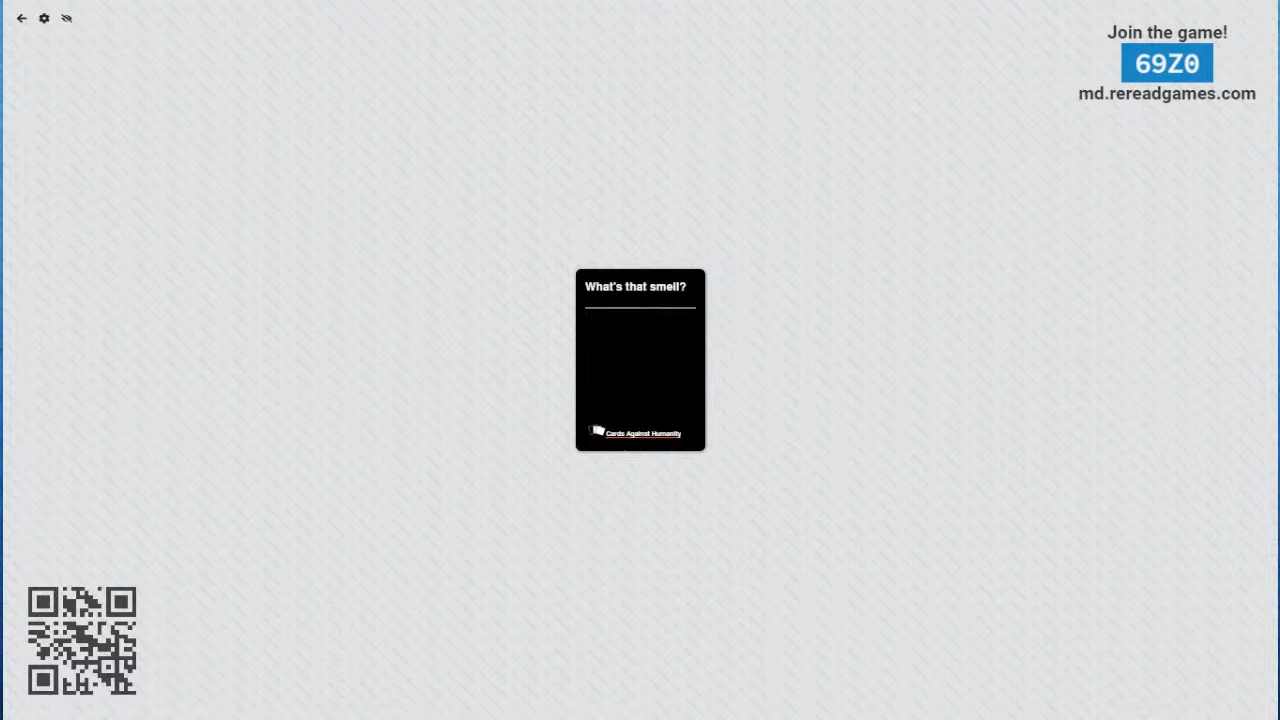 Join the game!
69Z0
md.rereadgames.com
What's that smell?
Cards Against Humanity